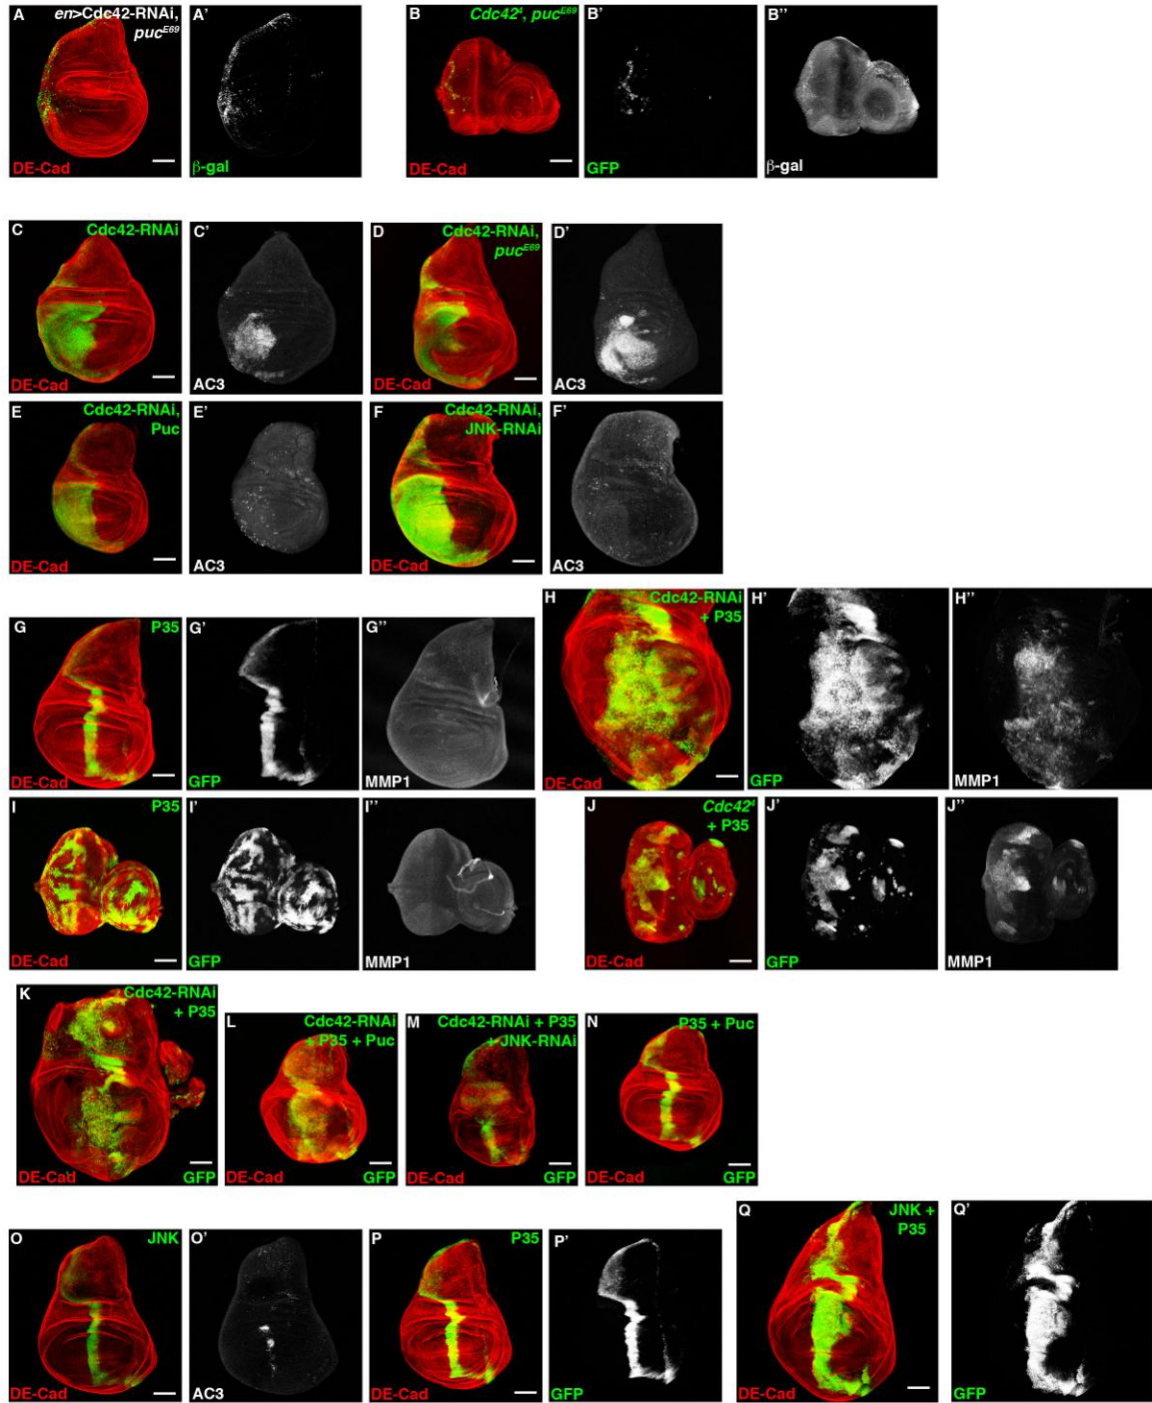 A
en>Cdc42-RNAi,
puc^E69
DE-Cad
A'
β-gal
B
Cdc42⁴, puc^E69
DE-Cad
B'
GFP
B''
β-gal
C
Cdc42-RNAi
DE-Cad
C'
AC3
D
Cdc42-RNAi,
puc^E69
DE-Cad
D'
AC3
E
Cdc42-RNAi,
Puc
DE-Cad
E'
AC3
F
Cdc42-RNAi,
JNK-RNAi
DE-Cad
F'
AC3
G
P35
DE-Cad
G'
GFP
G''
MMP1
H
Cdc42-RNAi
+ P35
DE-Cad
H'
GFP
H''
MMP1
I
P35
DE-Cad
I'
GFP
I''
MMP1
J
Cdc42⁴
+ P35
DE-Cad
J'
GFP
J''
MMP1
K
Cdc42-RNAi
+ P35
DE-Cad
GFP
L
Cdc42-RNAi
+ P35 + Puc
DE-Cad
GFP
M
Cdc42-RNAi + P35
+ JNK-RNAi
DE-Cad
GFP
N
P35 + Puc
DE-Cad
GFP
O
JNK
DE-Cad
O'
AC3
P
P35
DE-Cad
P'
GFP
Q
JNK +
P35
DE-Cad
Q'
GFP